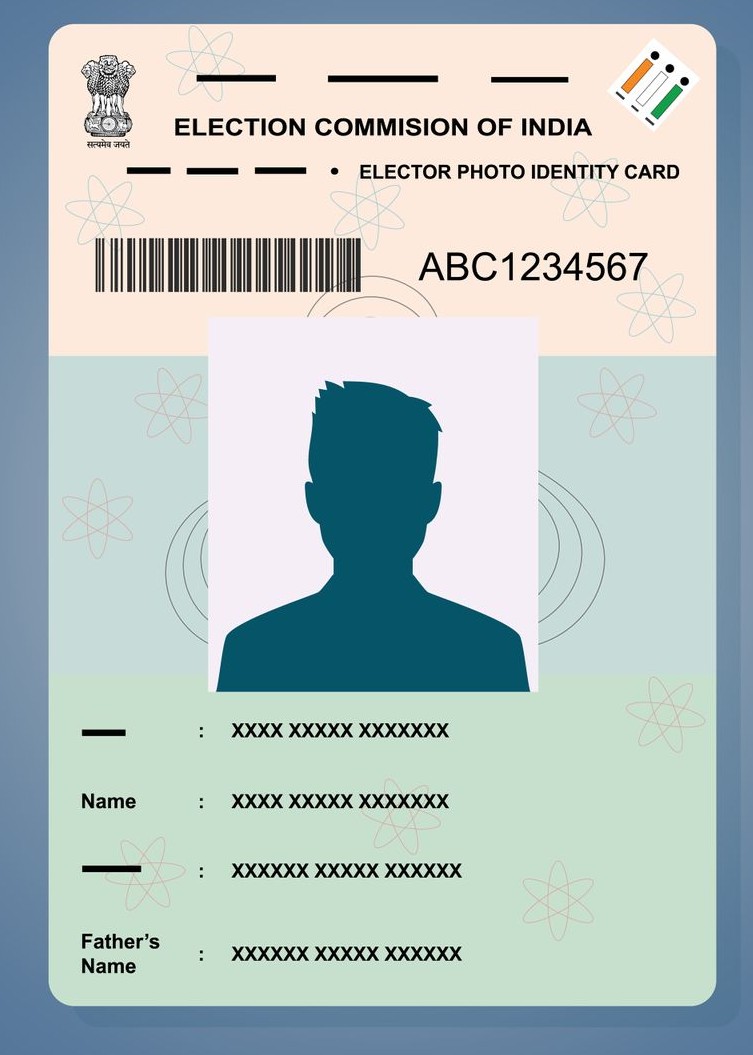 सत्यमेव जयते
ELECTION COMMISION OF INDIA
• ELECTOR PHOTO IDENTITY CARD
ABC1234567
: XXXX XXXXX XXXXXXX
Name : XXXX XXXXX XXXXXXX
: XXXXXX XXXXX XXXXXX
Father's
Name : XXXXXX XXXXX XXXXXX